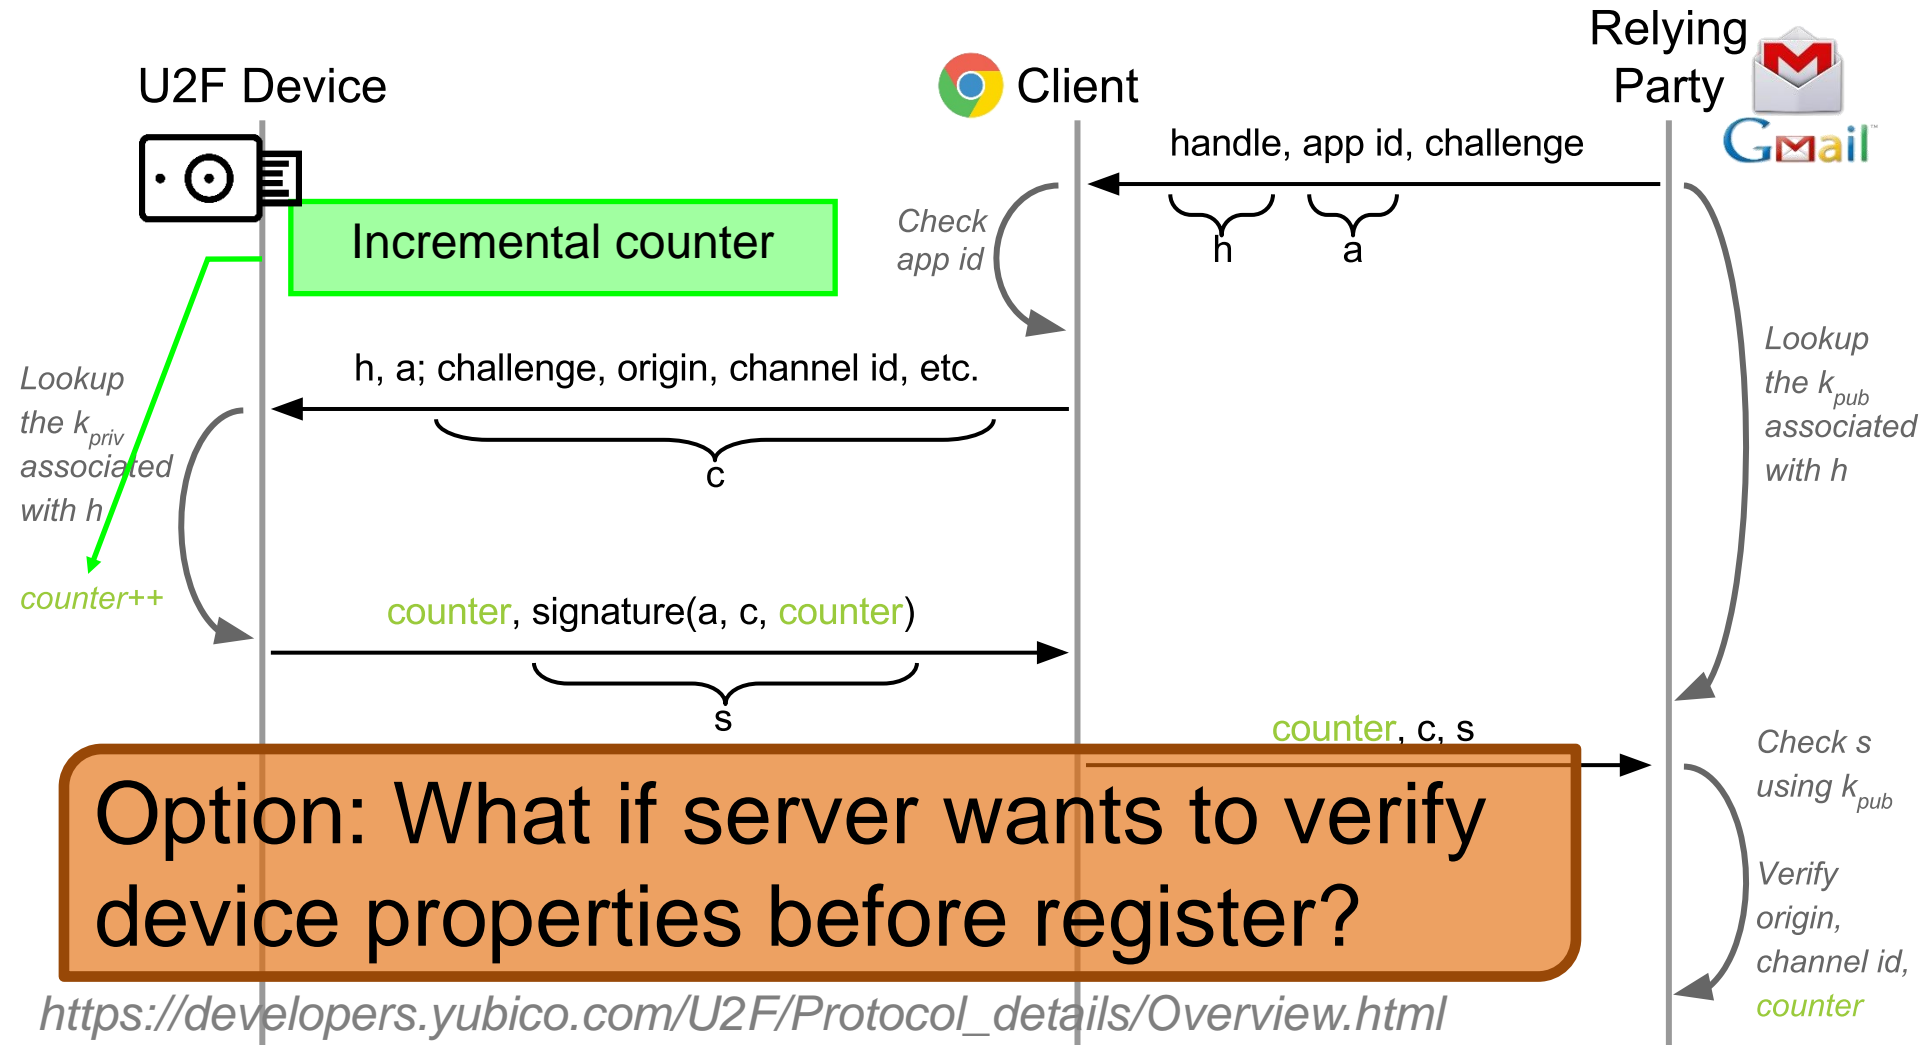 Relying
Party
U2F Device
Client
Gmail
handle, app id, challenge
h
a
Check
app id
Incremental counter
Lookup
the kpub
associated
with h
h, a; challenge, origin, channel id, etc.
c
Lookup
the kpriv
associated
with h
counter++
counter, signature(a, c, counter)
s
counter, c, s
Check s
using kpub
Verify
origin,
channel id,
counter
Option: What if server wants to verify
device properties before register?
https://developers.yubico.com/U2F/Protocol_details/Overview.html